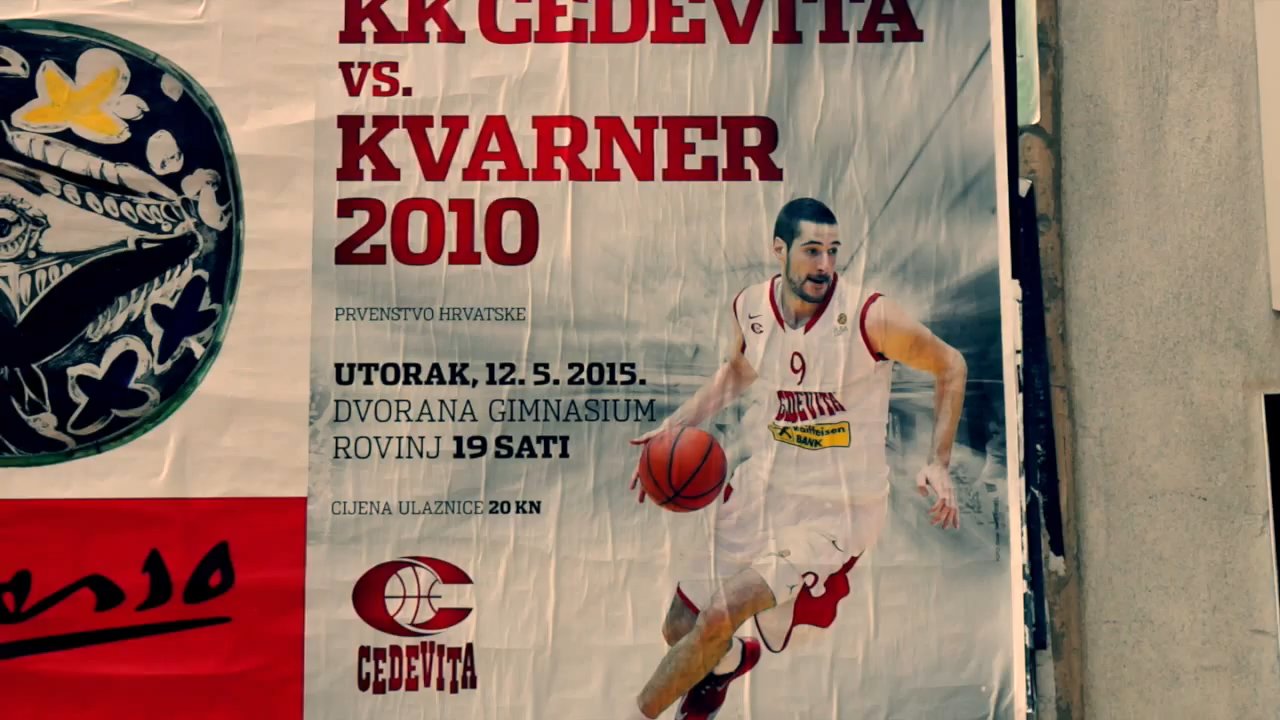 KK CEDEVITA
VS.
KVARNER
2010
PRVENSTVO HRVATSKE
UTORAK, 12. 5. 2015.
DVORANA GIMNASIUM
ROVINJ 19 SATI
CIJENA ULAZNICE 20 KN
CEDEVITA
9
CEDEVITA
Raiffeisen
BANK